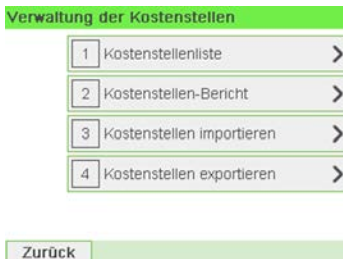 Verwaltung der Kostenstellen
1 Kostenstellenliste
2 Kostenstellen-Bericht
3 Kostenstellen importieren
4 Kostenstellen exportieren
Zurück